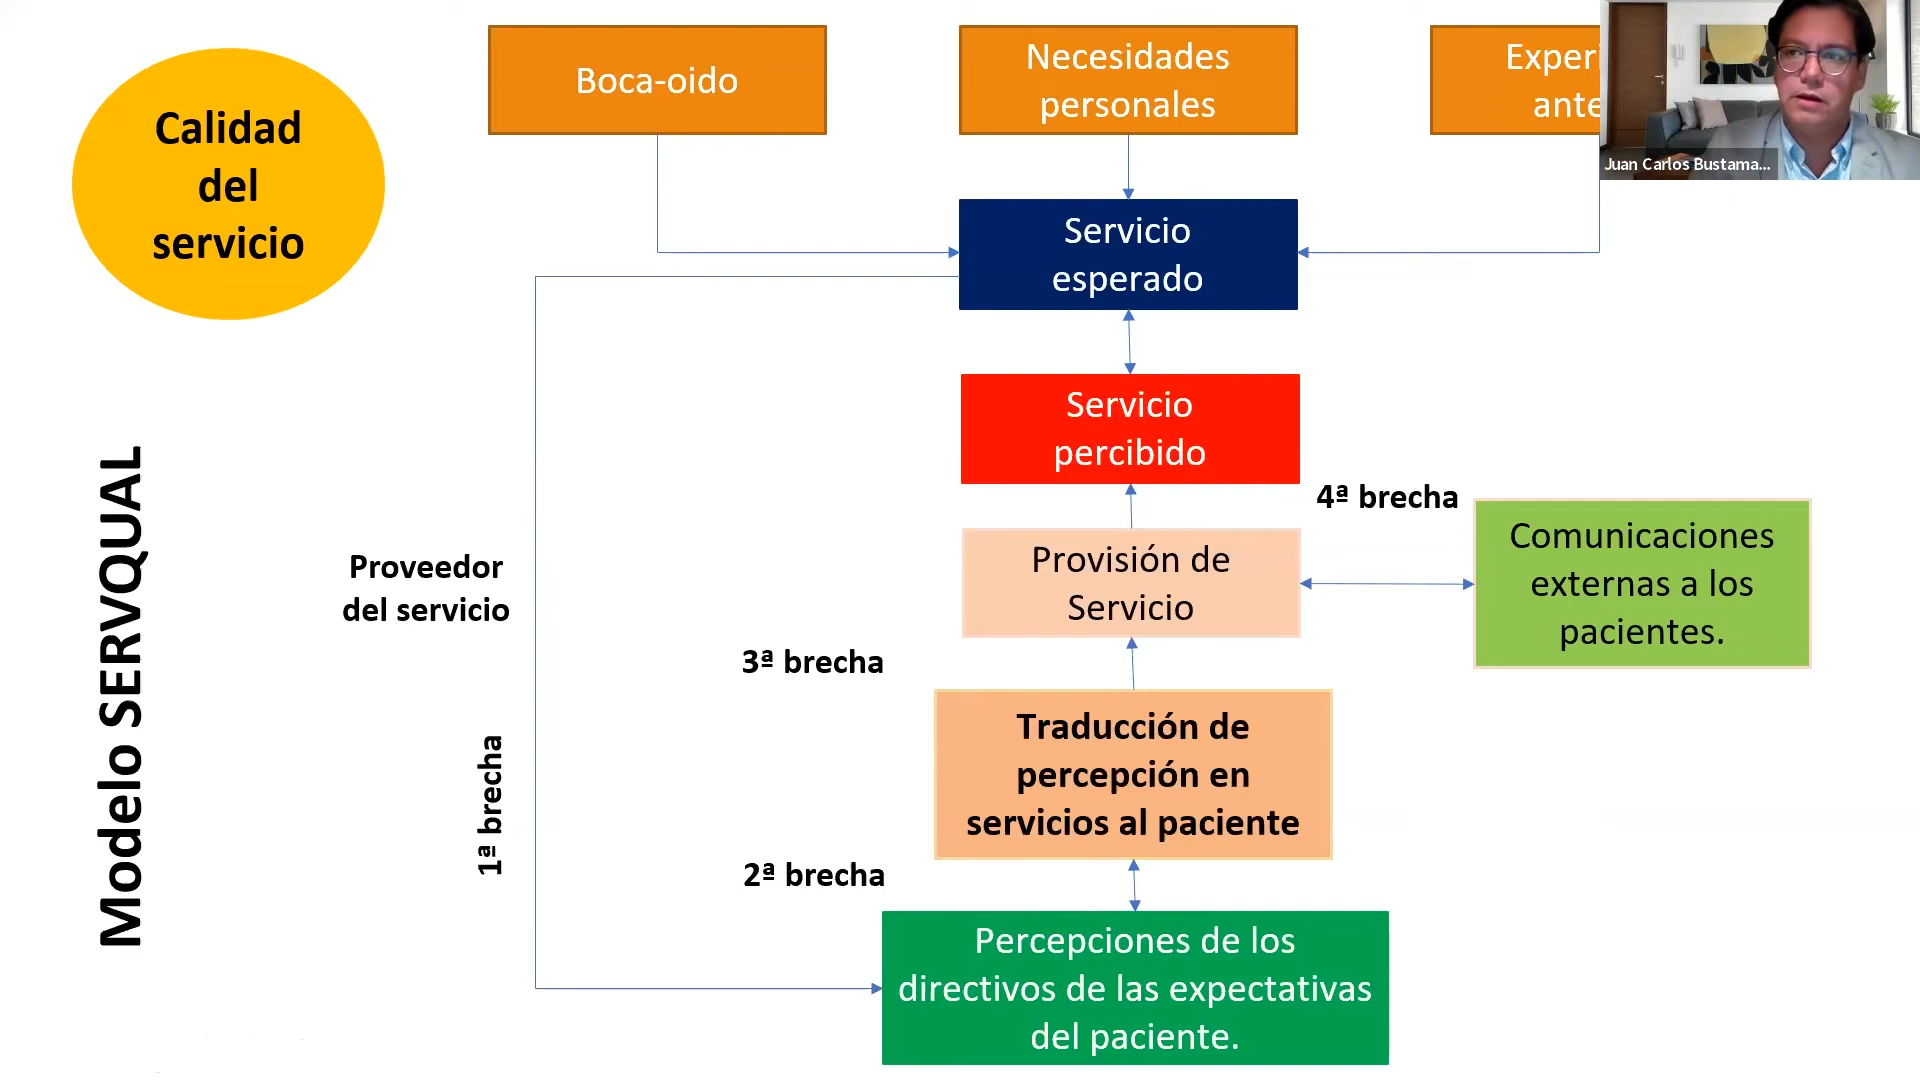 Calidad
del
servicio
Modelo SERVQUAL
Boca-oido
Necesidades
personales
Juan Carlos Bustama...
Servicio
esperado
Servicio
percibido
4ª brecha
Provisión de
Servicio
Comunicaciones
externas a los
pacientes.
Proveedor
del servicio
3ª brecha
1ª brecha
Traducción de
percepción en
servicios al paciente
2ª brecha
Percepciones de los
directivos de las expectativas
del paciente.